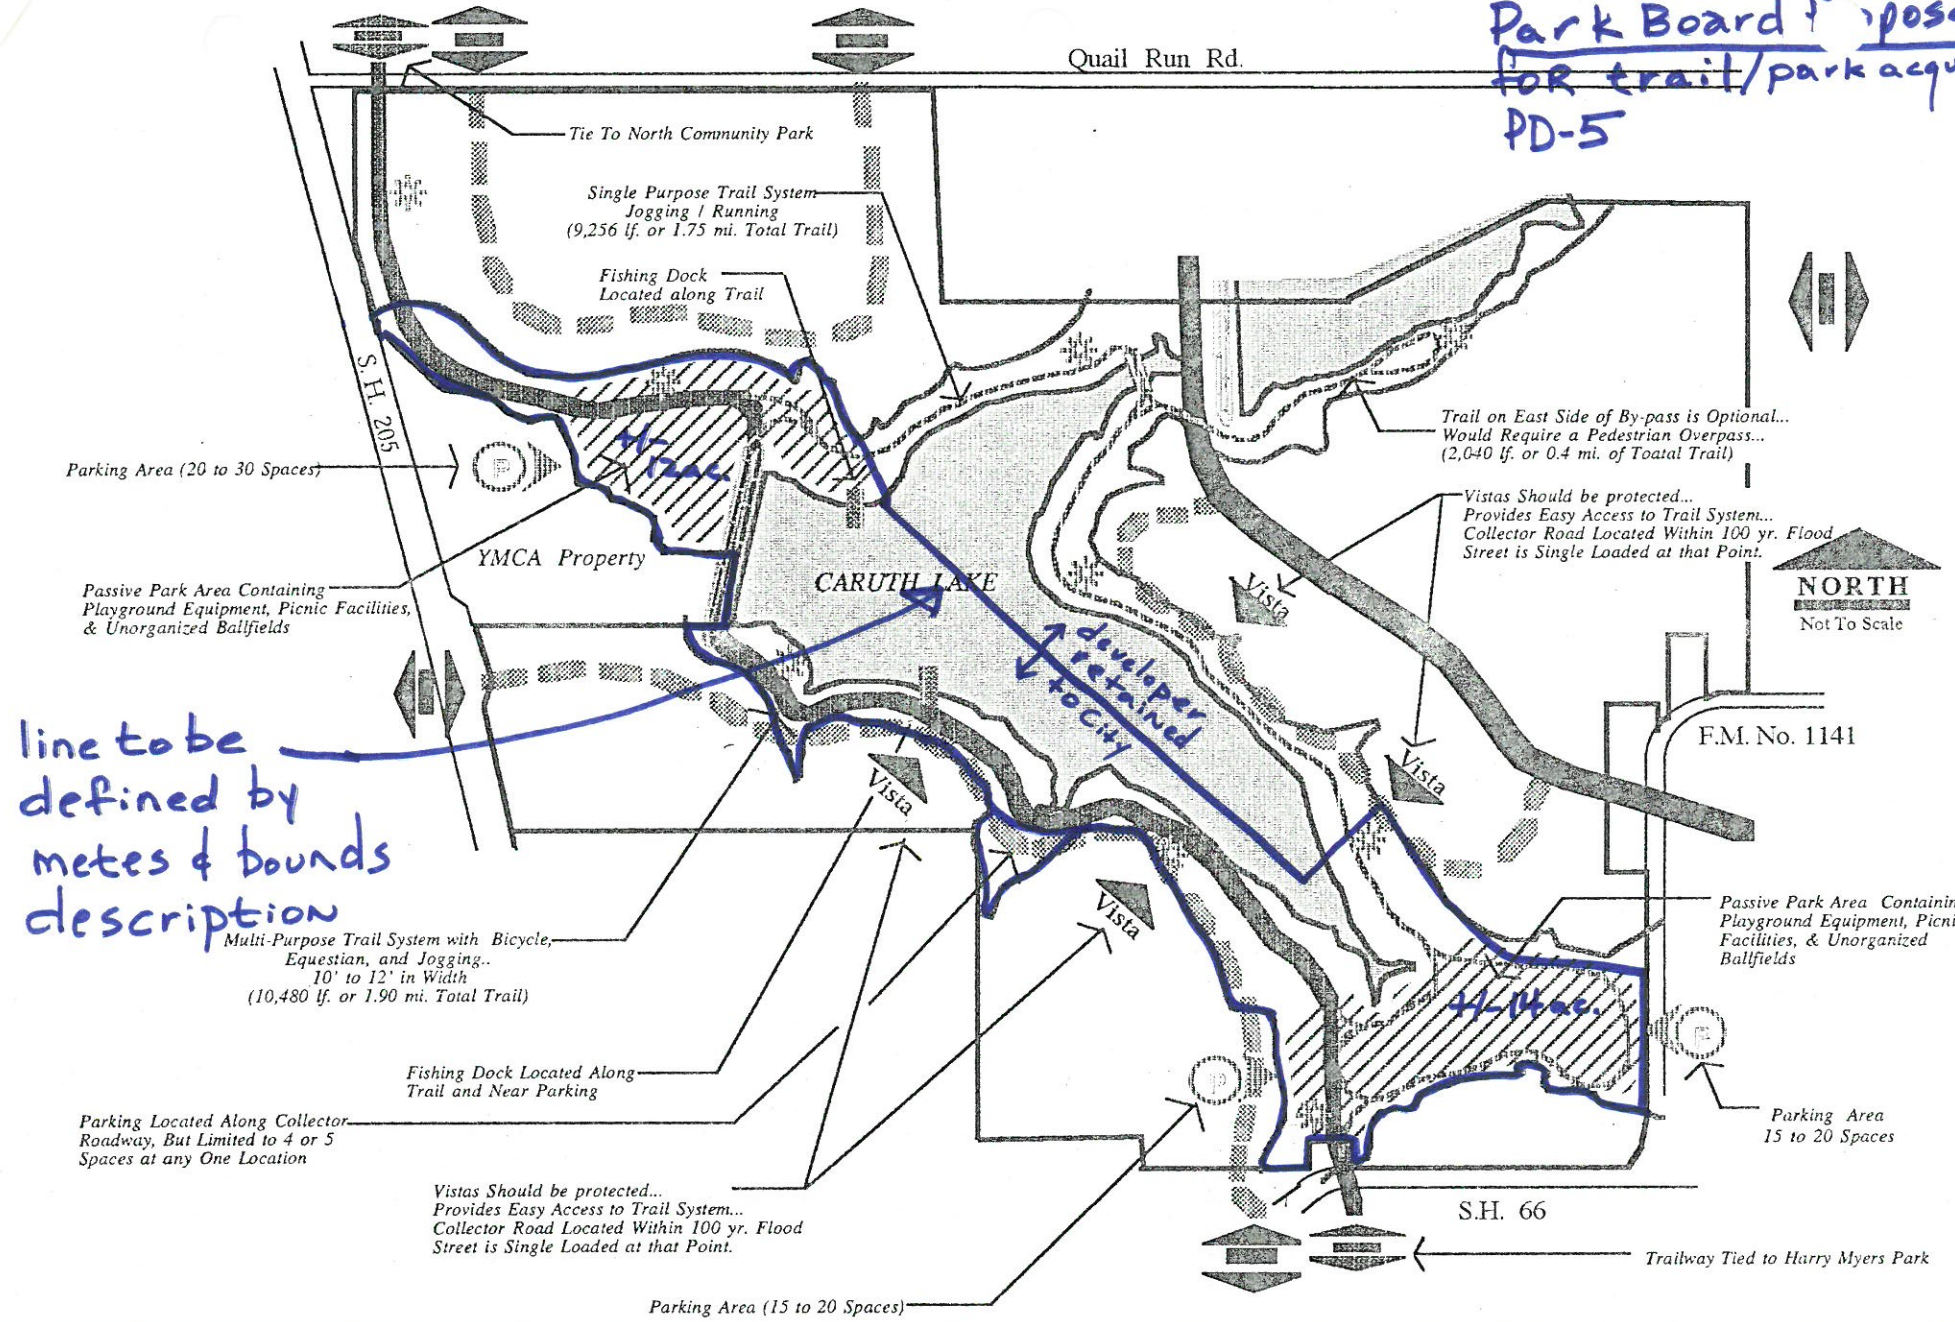 Park Board
for trail/park
PD-5
Quail Run Rd.
Tie To North Community Park
Single Purpose Trail System
Jogging / Running
(9,256 lf. or 1.75 mi. Total Trail)
Fishing Dock
Located along Trail
S.H. 205
Parking Area (20 to 30 Spaces)
+/-
12ac.
Trail on East Side of By-pass is Optional...
Would Require a Pedestrian Overpass...
(2,040 lf. or 0.4 mi. of Toatal Trail)
Vistas Should be protected...
Provides Easy Access to Trail System...
Collector Road Located Within 100 yr. Flood
Street is Single Loaded at that Point.
YMCA Property
CARUTH LAKE
Vista
NORTH
Not To Scale
Passive Park Area Containing
Playground Equipment, Picnic Facilities,
& Unorganized Ballfields
developer
retained
to City
F.M. No. 1141
Vista
Vista
Vista
line to be
defined by
metes & bounds
description
Multi-Purpose Trail System with Bicycle,
Equestian, and Jogging..
10' to 12' in Width
(10,480 lf. or 1.90 mi. Total Trail)
Passive Park Area Containin
Playground Equipment, Picni
Facilities, & Unorganized
Ballfields
+/- 14ac.
P
P
P
Fishing Dock Located Along
Trail and Near Parking
Parking Located Along Collector
Roadway, But Limited to 4 or 5
Spaces at any One Location
Parking Area
15 to 20 Spaces
Vistas Should be protected...
Provides Easy Access to Trail System...
Collector Road Located Within 100 yr. Flood
Street is Single Loaded at that Point.
S.H. 66
Trailway Tied to Harry Myers Park
Parking Area (15 to 20 Spaces)